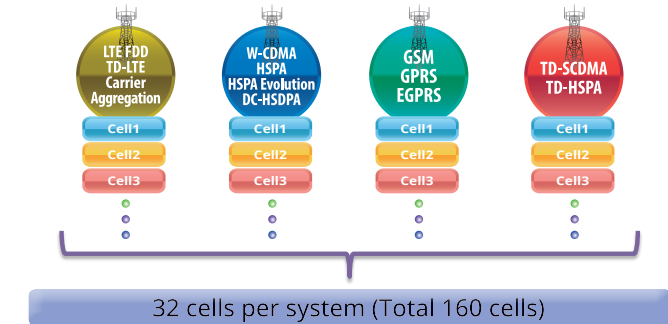 LTE FDD
TD-LTE
Carrier
Aggregation
W-CDMA
HSPA
HSPA Evolution
DC-HSDPA
GSM
GPRS
EGPRS
TD-SCDMA
TD-HSPA
Cell1
Cell1
Cell1
Cell1
Cell2
Cell2
Cell2
Cell2
Cell3
Cell3
Cell3
Cell3
32 cells per system (Total 160 cells)